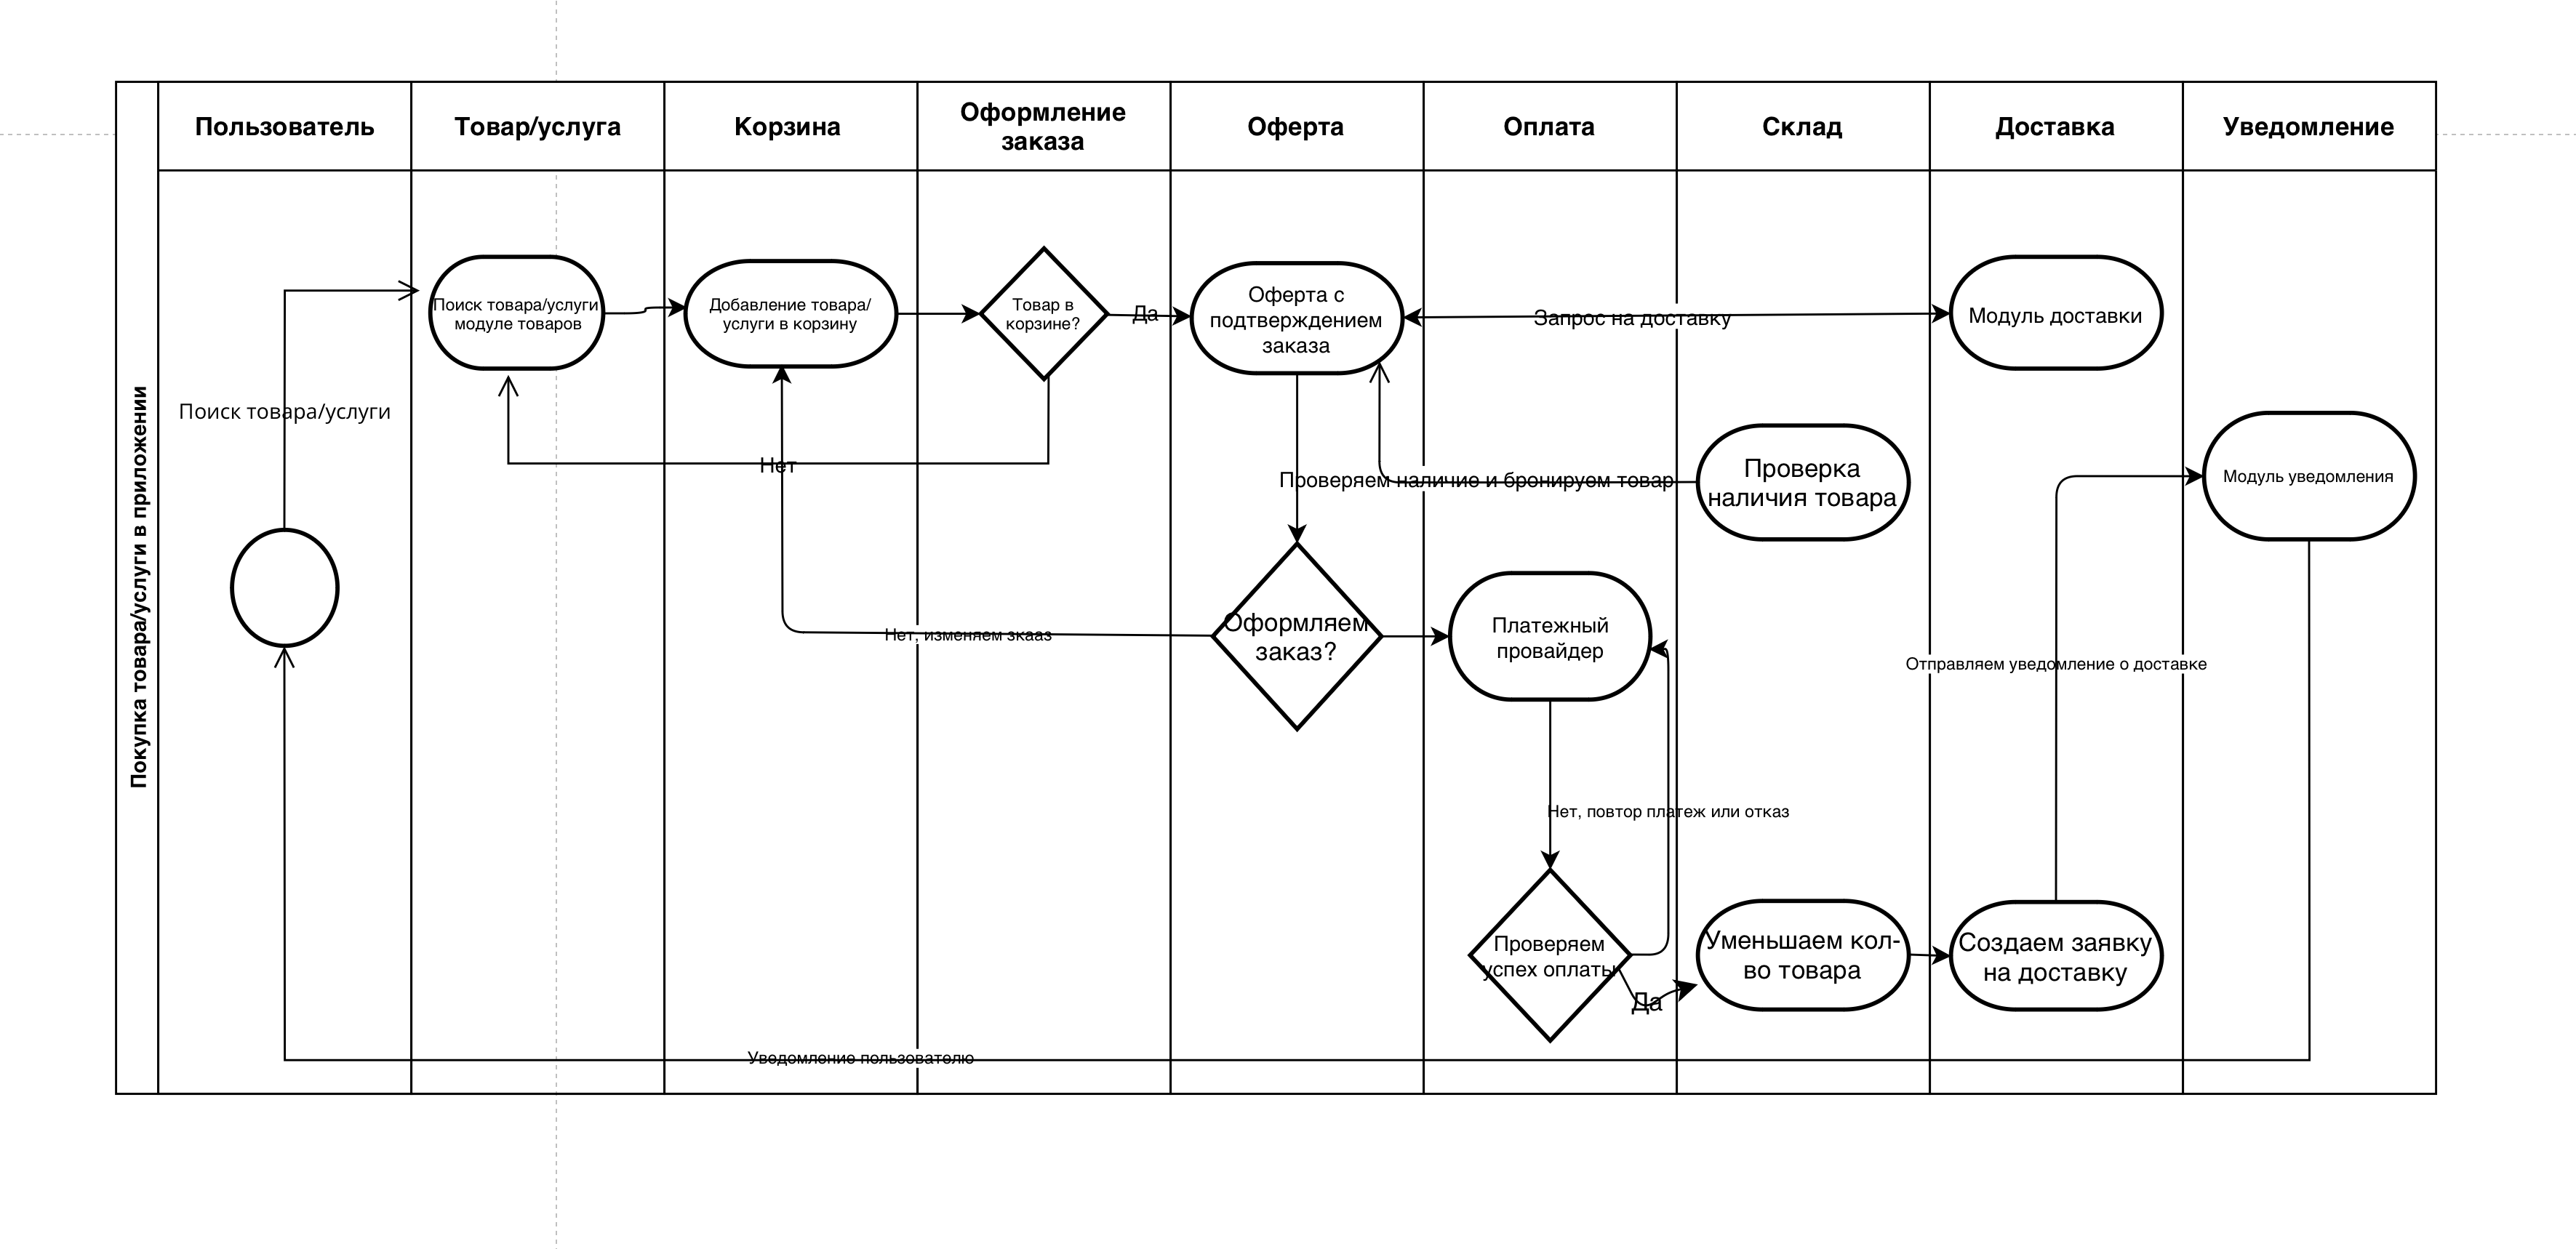 Покупка товара/услуги в приложении
Пользователь
Товар/услуга
Корзина
Оформление
заказа
Оферта
Оплата
Склад
Доставка
Уведомление
Поиск товара/услуги
модуле товаров
Добавление товара/
услуги в корзину
Товар в
корзине?
Да
Оферта с
подтверждением
заказа
Запрос на доставку
Модуль доставки
Поиск товара/услуги
Нет
Проверяем наличие и бронируем товар
Проверка
наличия товара
Модуль уведомления
Нет, изменяем зкааз
Оформляем
заказ?
Платежный
провайдер
Отправляем уведомление о доставке
Нет, повтор платеж или отказ
Проверяем
успех оплаты
Да
Уменьшаем кол-
во товара
Создаем заявку
на доставку
Уведомление пользователю